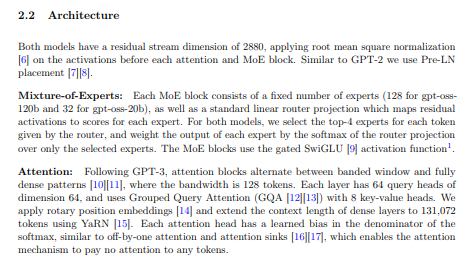 2.2 Architecture
Both models have a residual stream dimension of 2880, applying root mean square normalization
[6] on the activations before each attention and MoE block. Similar to GPT-2 we use Pre-LN
placement [7][8].
Mixture-of-Experts: Each MoE block consists of a fixed number of experts (128 for gpt-oss-
120b and 32 for gpt-oss-20b), as well as a standard linear router projection which maps residual
activations to scores for each expert. For both models, we select the top-4 experts for each token
given by the router, and weight the output of each expert by the softmax of the router projection
over only the selected experts. The MoE blocks use the gated SwiGLU [9] activation function¹.
Attention: Following GPT-3, attention blocks alternate between banded window and fully
dense patterns [10][11], where the bandwidth is 128 tokens. Each layer has 64 query heads of
dimension 64, and uses Grouped Query Attention (GQA [12][13]) with 8 key-value heads. We
apply rotary position embeddings [14] and extend the context length of dense layers to 131,072
tokens using YaRN [15]. Each attention head has a learned bias in the denominator of the
softmax, similar to off-by-one attention and attention sinks [16][17], which enables the attention
mechanism to pay no attention to any tokens.